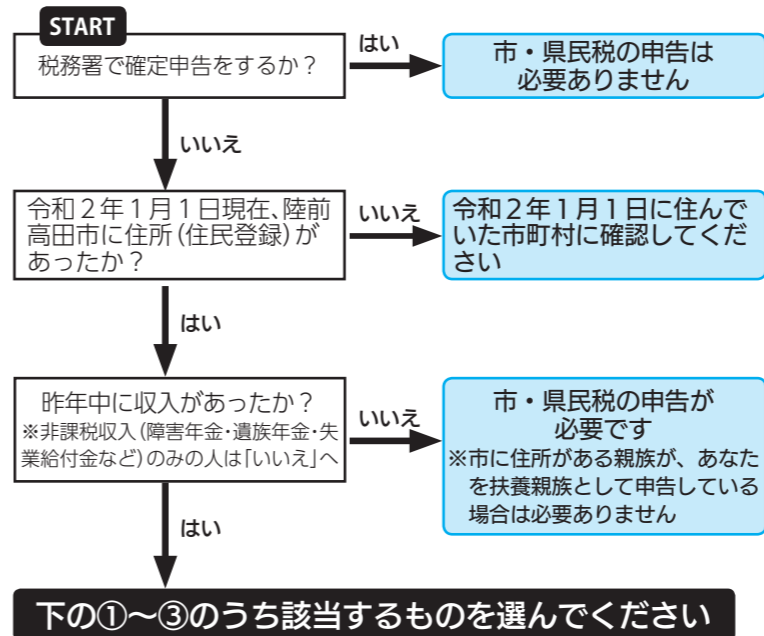 START
税務署で確定申告をするか？
はい
市・県民税の申告は
必要ありません
いいえ
令和２年１月１日現在、陸前
高田市に住所（住民登録）が
あったか？
いいえ
令和２年１月１日に住んで
いた市町村に確認してくだ
さい
はい
昨年中に収入があったか？
※非課税収入（障害年金・遺族年金・失
業給付金など）のみの人は「いいえ」へ
いいえ
市・県民税の申告が
必要です
※市に住所がある親族が、あなた
を扶養親族として申告している
場合は必要ありません
はい
下の①～③のうち該当するものを選んでください